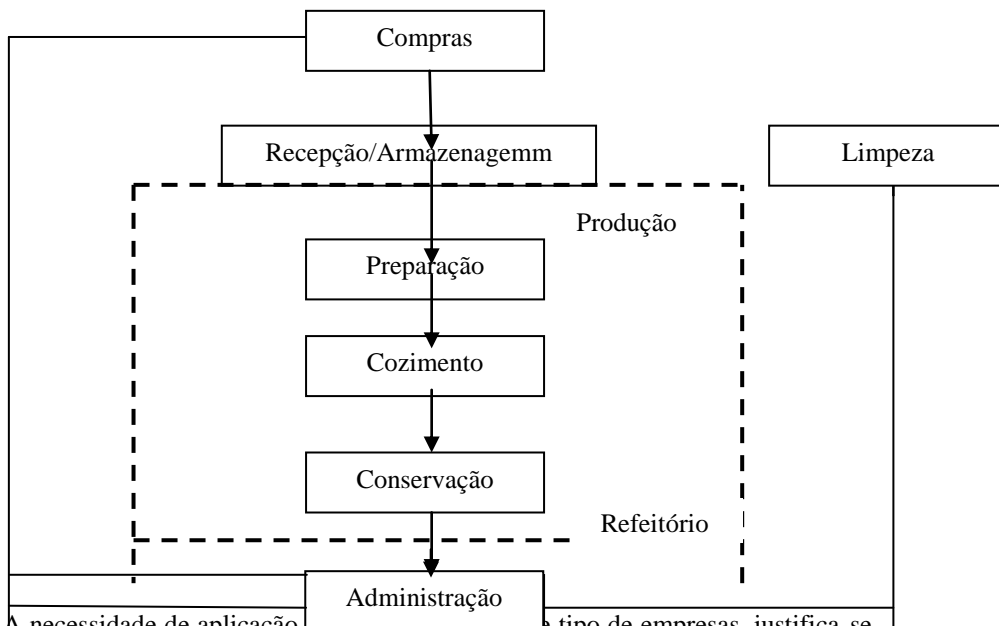 Compras
Recepção/Armazenagemm
Limpeza
Produção
Preparação
Cozimento
Conservação
Refeitório
Administração
A necessidade de aplicação tipo de empresas, justifica-se